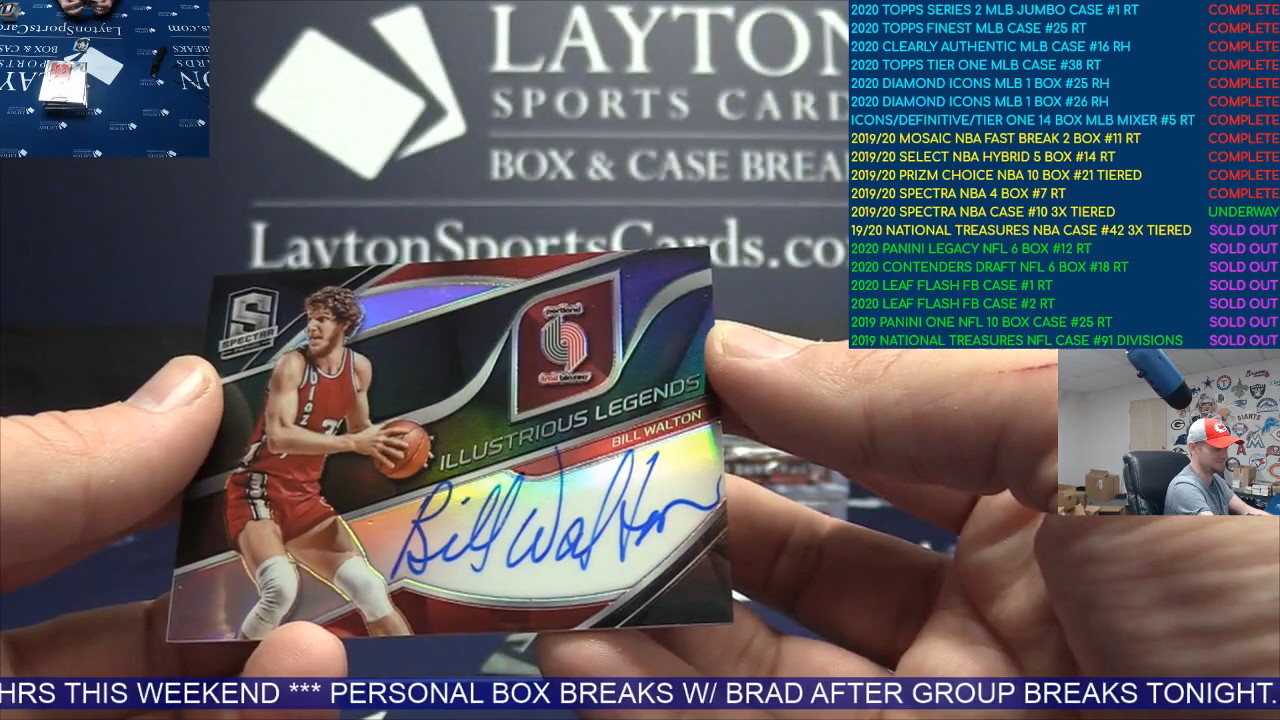 LAYTON
SPORTS CARD
BOX & CASE BREA
LaytonSportsCards.co
S
SPECTRA
portland
trail blazers
ILLUSTRIOUS LEGENDS
BILL WALTON
Bill Walton
2020 TOPPS SERIES 2 MLB JUMBO CASE #1 RT COMPLETE
2020 TOPPS FINEST MLB CASE #25 RT COMPLETE
2020 CLEARLY AUTHENTIC MLB CASE #16 RH COMPLETE
2020 TOPPS TIER ONE MLB CASE #38 RT COMPLETE
2020 DIAMOND ICONS MLB 1 BOX #25 RH COMPLETE
2020 DIAMOND ICONS MLB 1 BOX #26 RH COMPLETE
ICONS/DEFINITIVE/TIER ONE 14 BOX MLB MIXER #5 RT COMPLETE
2019/20 MOSAIC NBA FAST BREAK 2 BOX #11 RT COMPLETE
2019/20 SELECT NBA HYBRID 5 BOX #14 RT COMPLETE
2019/20 PRIZM CHOICE NBA 10 BOX #21 TIERED COMPLETE
2019/20 SPECTRA NBA 4 BOX #7 RT COMPLETE
2019/20 SPECTRA NBA CASE #10 3X TIERED UNDERWAY
19/20 NATIONAL TREASURES NBA CASE #42 3X TIERED SOLD OUT
2020 PANINI LEGACY NFL 6 BOX #12 RT SOLD OUT
2020 CONTENDERS DRAFT NFL 6 BOX #18 RT SOLD OUT
2020 LEAF FLASH FB CASE #1 RT SOLD OUT
2020 LEAF FLASH FB CASE #2 RT SOLD OUT
2019 PANINI ONE NFL 10 BOX CASE #25 RT SOLD OUT
2019 NATIONAL TREASURES NFL CASE #91 DIVISIONS SOLD OUT
HRS THIS WEEKEND *** PERSONAL BOX BREAKS W/ BRAD AFTER GROUP BREAKS TONIGHT.